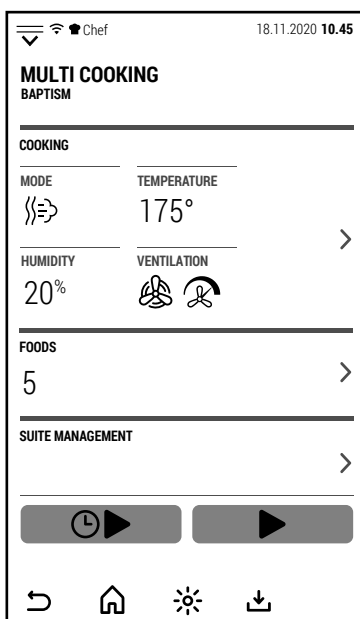 Chef 18.11.2020 10.45
MULTI COOKING
BAPTISM
COOKING
MODE TEMPERATURE
175°
HUMIDITY VENTILATION
20%
FOODS
5
SUITE MANAGEMENT